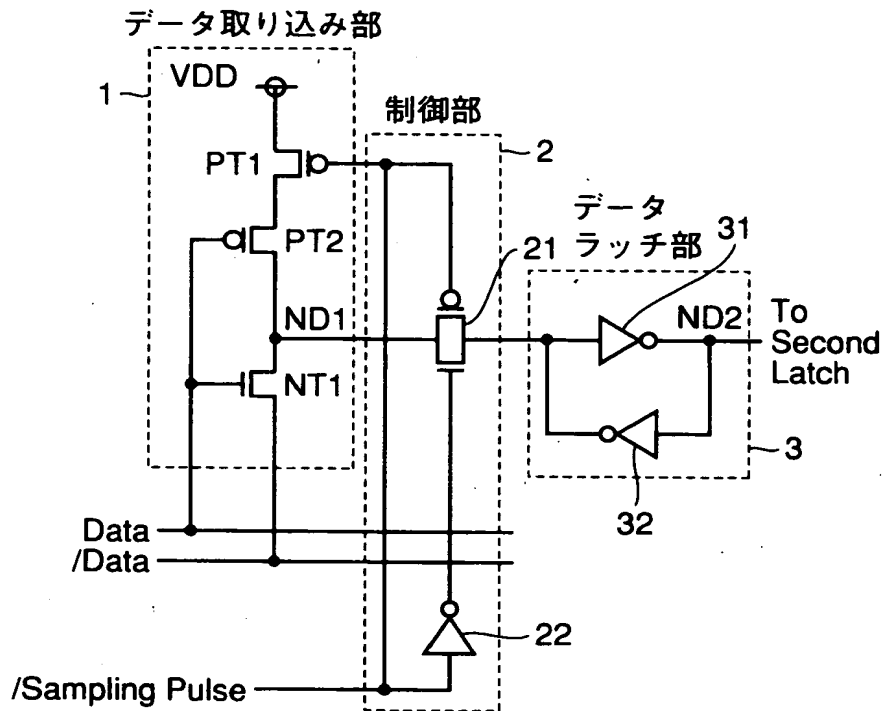 データ取り込み部
1
VDD
制御部
2
PT1
データ
ラッチ部
31
21
PT2
ND1
ND2
To
Second
Latch
NT1
3
32
Data
/Data
22
/Sampling Pulse